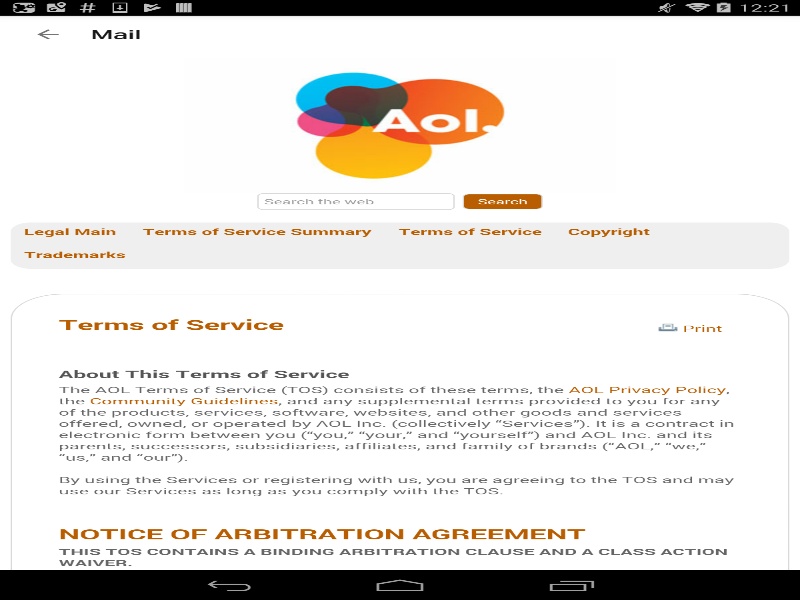 12:21
Mail
Aol.
Search the web
Search
Legal Main
Terms of Service Summary
Terms of Service
Copyright
Trademarks
Terms of Service
Print
About This Terms of Service
The AOL Terms of Service (TOS) consists of these terms, the AOL Privacy Policy,
the Community Guidelines, and any supplemental terms provided to you for any
of the products, services, software, websites, and other goods and services
offered, owned, or operated by AOL Inc. (collectively “Services”). It is a contract in
electronic form between you (“you,” “your,” and “yourself”) and AOL Inc. and its
parents, successors, subsidiaries, affiliates, and family of brands (“AOL,” “we,”
“us,” and “our”).
By using the Services or registering with us, you are agreeing to the TOS and may
use our Services as long as you comply with the TOS.
NOTICE OF ARBITRATION AGREEMENT
THIS TOS CONTAINS A BINDING ARBITRATION CLAUSE AND A CLASS ACTION
WAIVER.